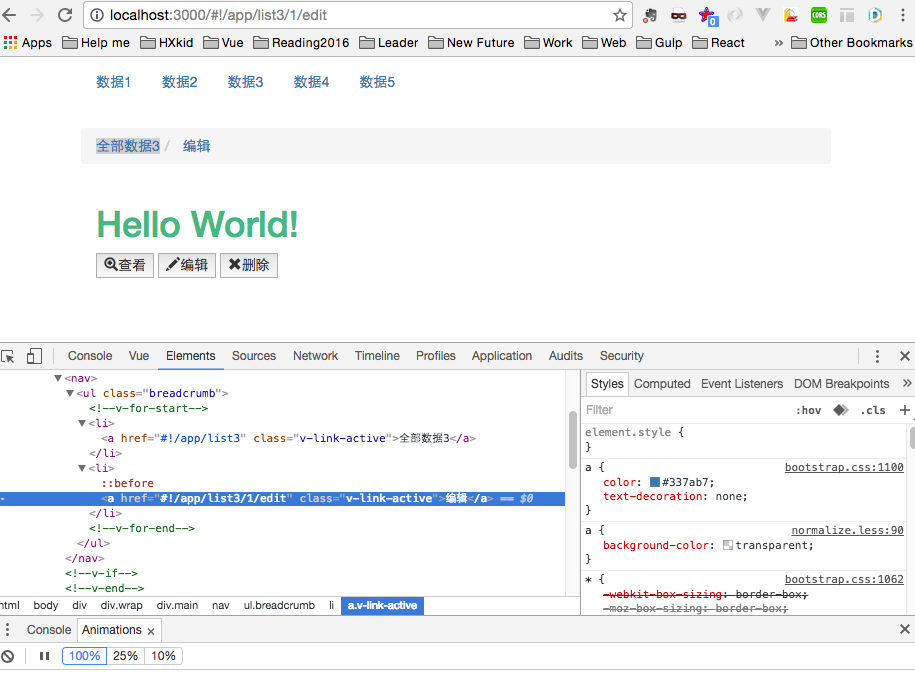 localhost:3000/#!/app/list3/1/edit
0
CORS
Apps Help me HXkid Vue Reading2016 Leader New Future Work Web Gulp React » Other Bookmarks
数据1 数据2 数据3 数据4 数据5
全部数据3 / 编辑
Hello World!
查看 编辑 删除
Console Vue Elements Sources Network Timeline Profiles Application Audits Security
▼<nav>
▼<ul class="breadcrumb">
<!--v-for-start-->
▼<li>
<a href="#!/app/list3" class="v-link-active">全部数据3</a>
</li>
▼<li>
::before
<a href="#!/app/list3/1/edit" class="v-link-active">编辑</a> == $0
</li>
<!--v-for-end-->
</ul>
</nav>
<!--v-if-->
<!--v-end-->
html body div div.wrap div.main nav ul.breadcrumb li a.v-link-active
Styles Computed Event Listeners DOM Breakpoints »
Filter :hov .cls +
element.style {
}
a { bootstrap.css:1100
color: #337ab7;
text-decoration: none;
}
a { normalize.less:90
background-color: transparent;
}
* { bootstrap.css:1062
-webkit-box-sizing: border-box;
-moz-box-sizing: border-box;
Console Animations ×
100% 25% 10%